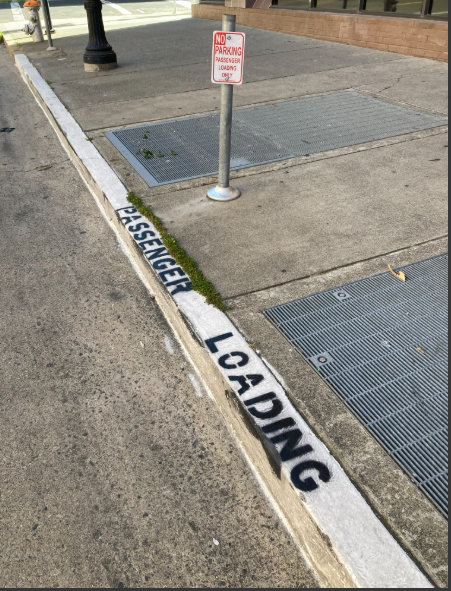 NO
PARKING
PASSENGER
LOADING
ONLY
PASSENGER
LOADING